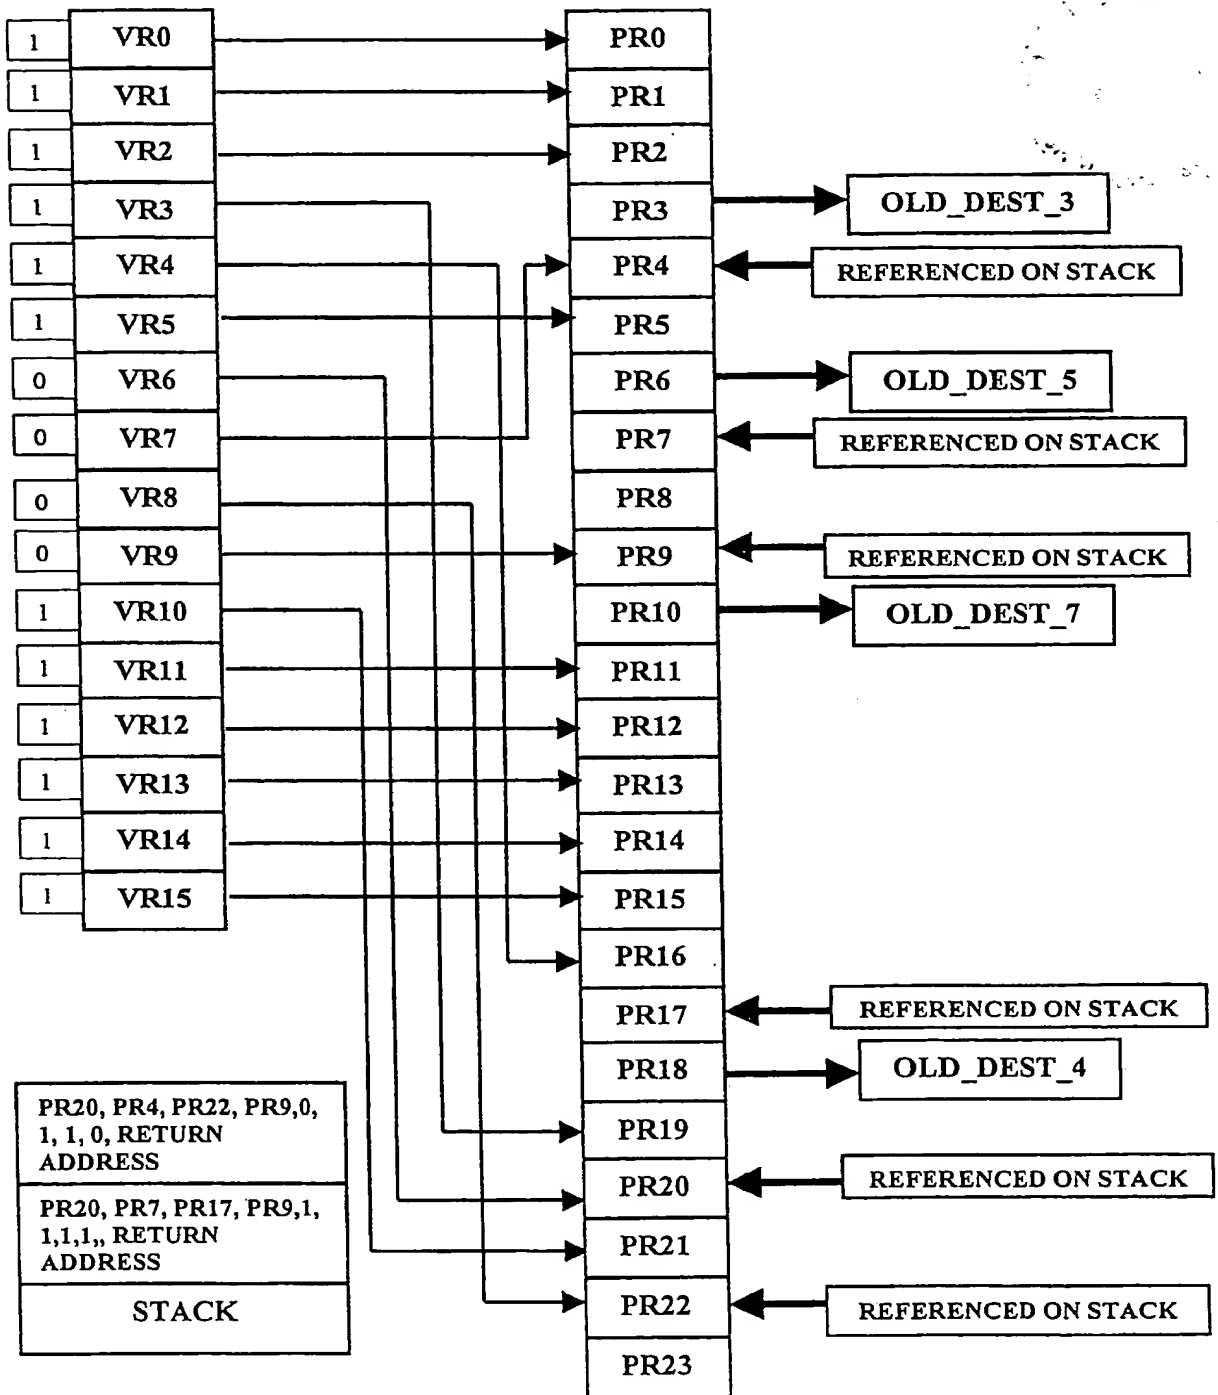 1 VR0 PR0
1 VR1 PR1
1 VR2 PR2
1 VR3 PR3 OLD_DEST_3
1 VR4 PR4 REFERENCED ON STACK
1 VR5 PR5
0 VR6 PR6 OLD_DEST_5
0 VR7 PR7 REFERENCED ON STACK
0 VR8 PR8
0 VR9 PR9 REFERENCED ON STACK
1 VR10 PR10 OLD_DEST_7
1 VR11 PR11
1 VR12 PR12
1 VR13 PR13
1 VR14 PR14
1 VR15 PR15
PR16
PR17 REFERENCED ON STACK
PR18 OLD_DEST_4
PR19
PR20 REFERENCED ON STACK
PR21
PR22 REFERENCED ON STACK
PR23
PR20, PR4, PR22, PR9,0,
1, 1, 0, RETURN
ADDRESS
PR20, PR7, PR17, PR9,1,
1,1,1,, RETURN
ADDRESS
STACK